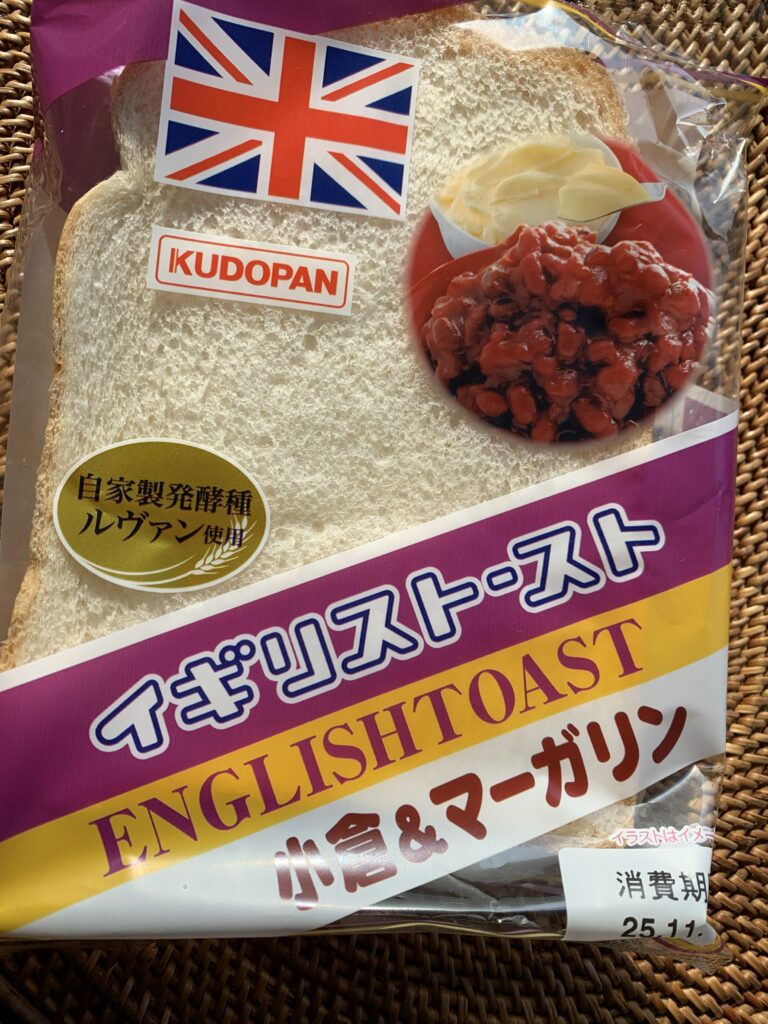 KUDOPAN
自家製発酵種
ルヴァン使用
イギリストースト
ENGLISHTOAST
小倉&マーガリン
イラストはイメー
消費期
25.11.